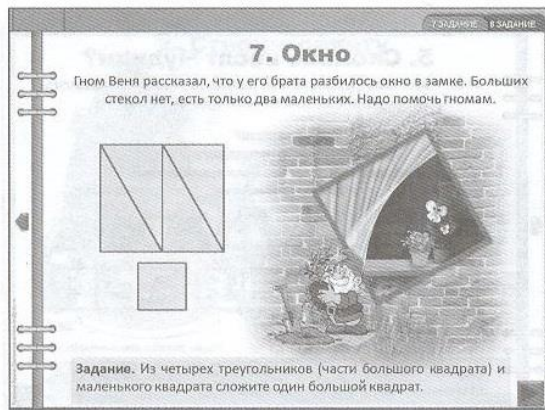 7 ЗАДАНИЕ 8 ЗАДАНИЕ
7. Окно
Гном Веня рассказал, что у его брата разбилось окно в замке. Больших
стекол нет, есть только два маленьких. Надо помочь гномам.
Задание. Из четырех треугольников (части большого квадрата) и
маленького квадрата сложите один большой квадрат.